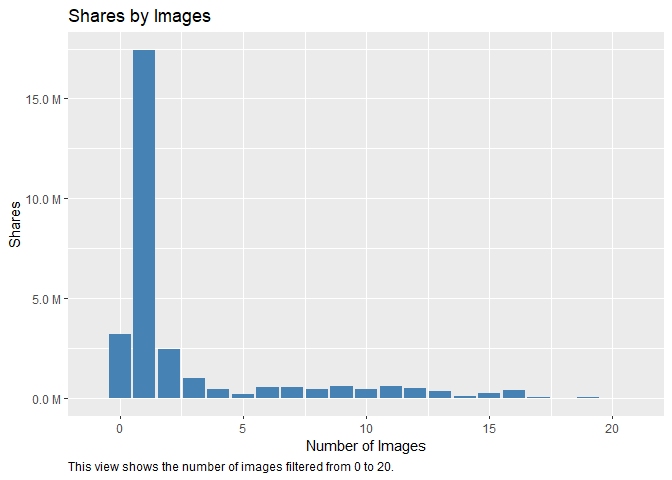 Shares by Images
15.0 M
10.0 M
5.0 M
0.0 M
Shares
0 5 10 15 20
Number of Images
This view shows the number of images filtered from 0 to 20.